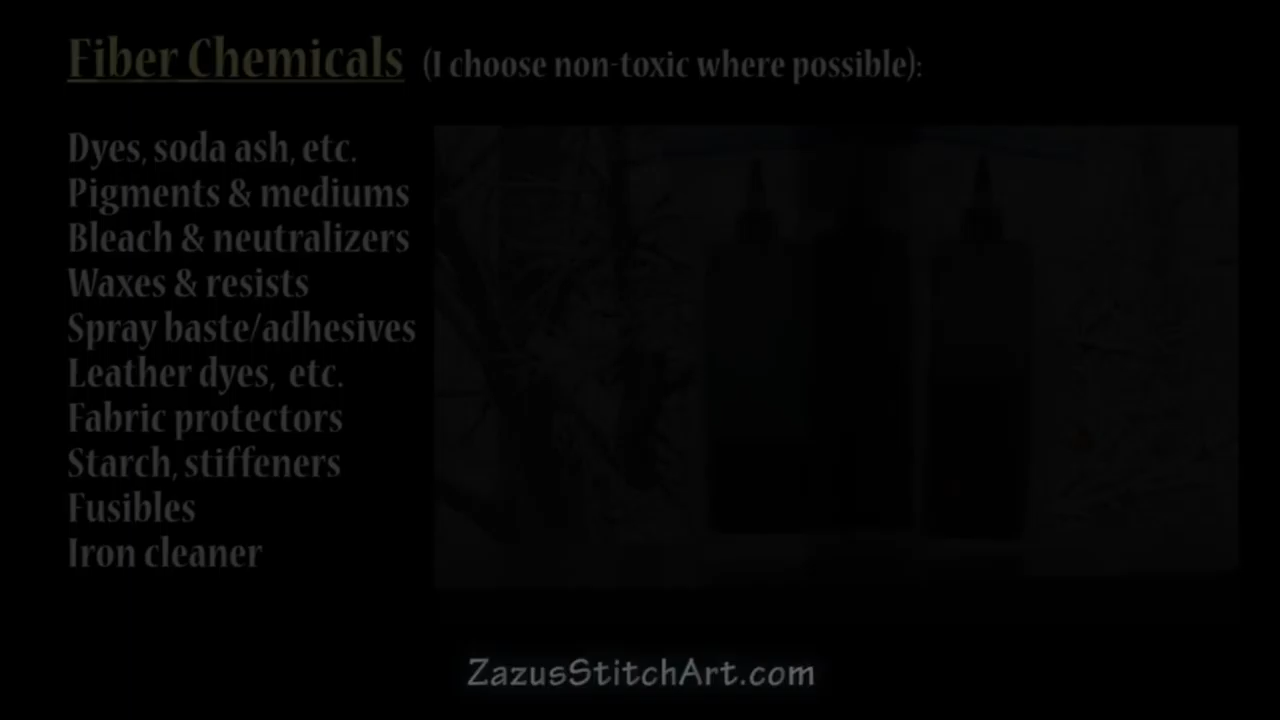 Fiber Chemicals (I choose non-toxic where possible):
Dyes, soda ash, etc.
Pigments & mediums
Bleach & neutralizers
Waxes & resists
Spray baste/adhesives
Leather dyes, etc.
Fabric protectors
Starch, stiffeners
Fusibles
Iron cleaner
ZazusStitchArt.com